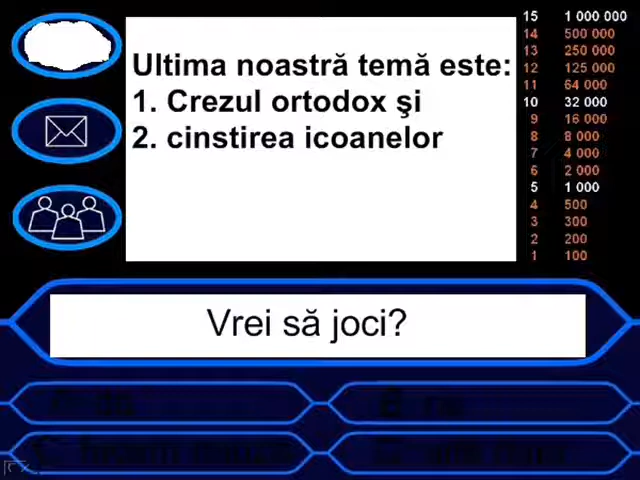 Ultima noastră temă este:
1. Crezul ortodox şi
2. cinstirea icoanelor
15 1 000 000
14 500 000
13 250 000
12 125 000
11 64 000
10 32 000
9 16 000
8 8 000
7 4 000
6 2 000
5 1 000
4 500
3 300
2 200
1 100
Vrei să joci?
A: da
B: nu